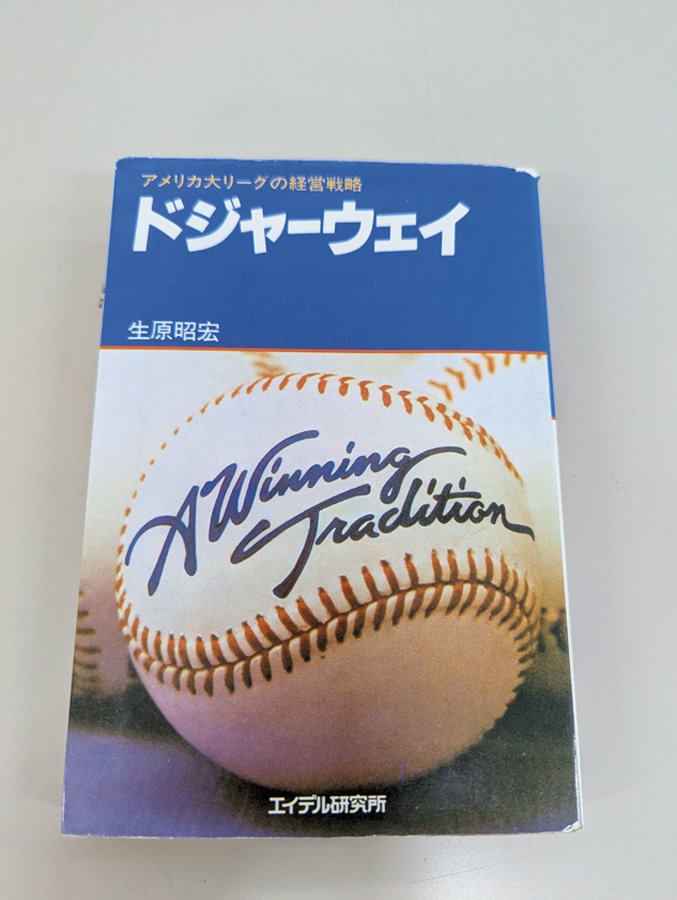 アメリカ大リーグの経営戦略
ドジャーウェイ
生原昭宏
A Winning
Tradition
エイデル研究所